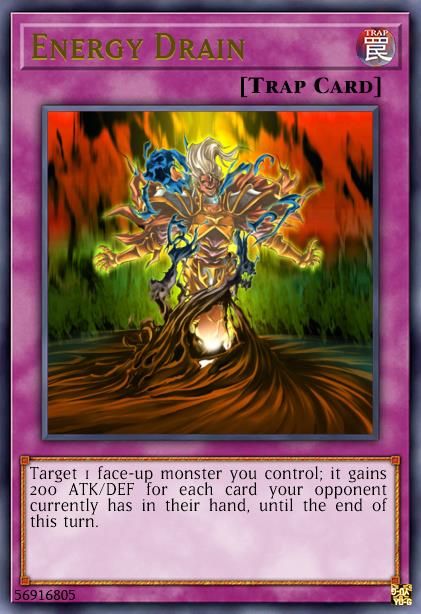 Energy Drain
TRAP
罠
[Trap Card]
Target 1 face-up monster you control; it gains
200 ATK/DEF for each card your opponent
currently has in their hand, until the end of
this turn.
56916805